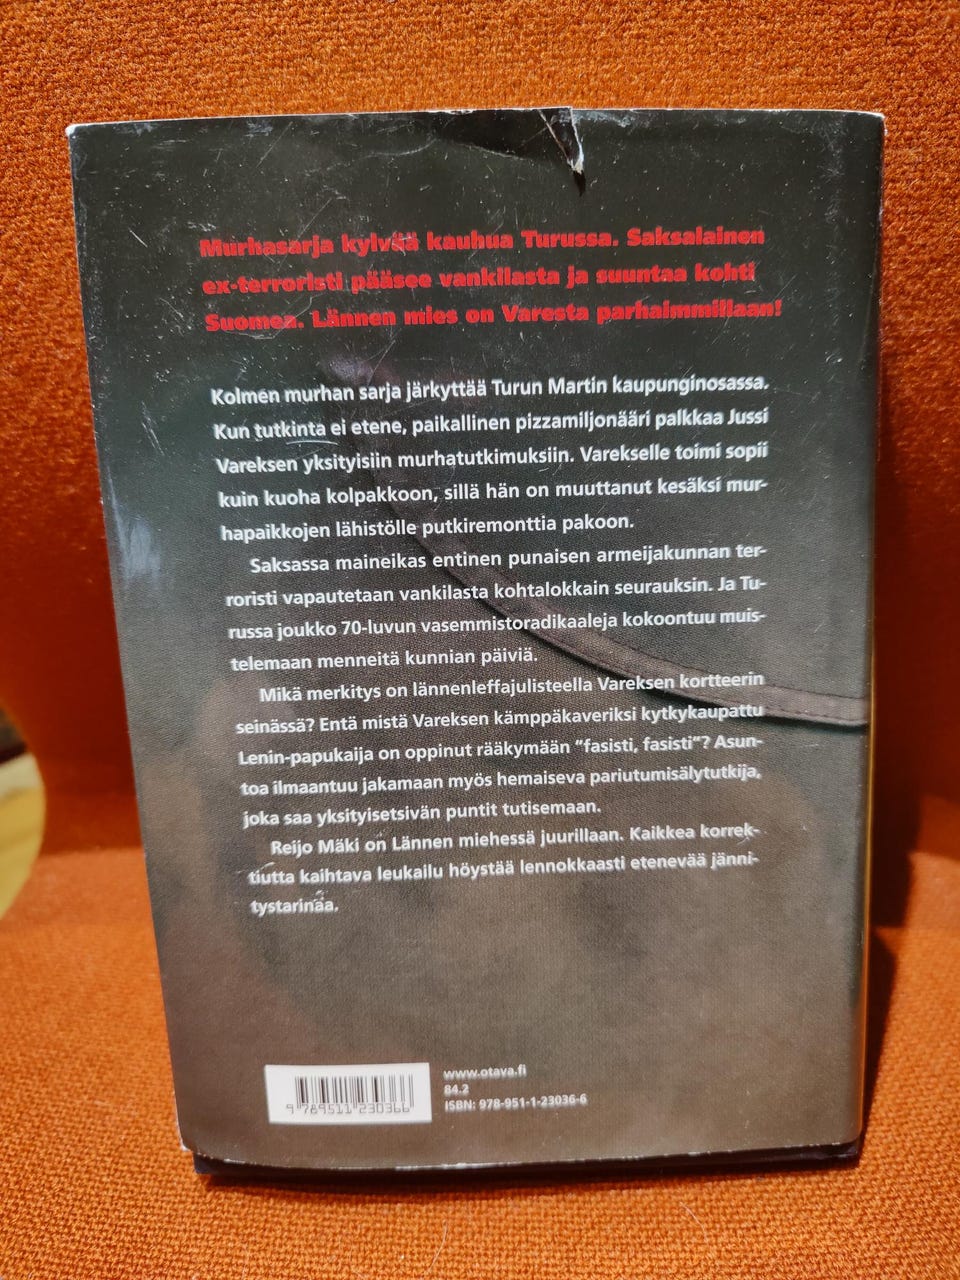 Murhasarja kylvää kauhua Turussa. Saksalainen
ex-terroristi pääsee vankilasta ja suuntaa kohti
Suomea. Lännen mies on Varesta parhaimmillaan!
Kolmen murhan sarja järkyttää Turun Martin kaupunginosassa.
Kun tutkinta ei etene, paikallinen pizzamiljonääri palkkaa Jussi
Vareksen yksityisiin murhatutkimuksiin. Varekselle toimi sopii
kuin kuoha kolpakkoon, sillä hän on muuttanut kesäksi mur-
hapaikkojen lähistölle putkiremonttia pakoon.
Saksassa maineikas entinen punaisen armeijakunnan ter-
roristi vapautetaan vankilasta kohtalokkain seurauksin. Ja Tu-
russa joukko 70-luvun vasemmistoradikaaleja kokoontuu muis-
telemaan menneitä kunnian päiviä.
Mikä merkitys on lännenleffajulisteella Vareksen kortteerin
seinässä? Entä mistä Vareksen kämppäkaveriksi kytkykaupattu
Lenin-papukaija on oppinut rääkymään "fasisti, fasisti"? Asun-
toa ilmaantuu jakamaan myös hemaiseva pariutumisälytutkija,
joka saa yksityisetsivän puntit tutisemaan.
Reijo Mäki on Lännen miehessä juurillaan. Kaikkea korrek-
tiutta kaihtava leukailu höystää lennokkaasti etenevää jänni-
tystarinaa.
www.otava.fi
84.2
ISBN: 978-951-1-23036-6
9 789511 230366